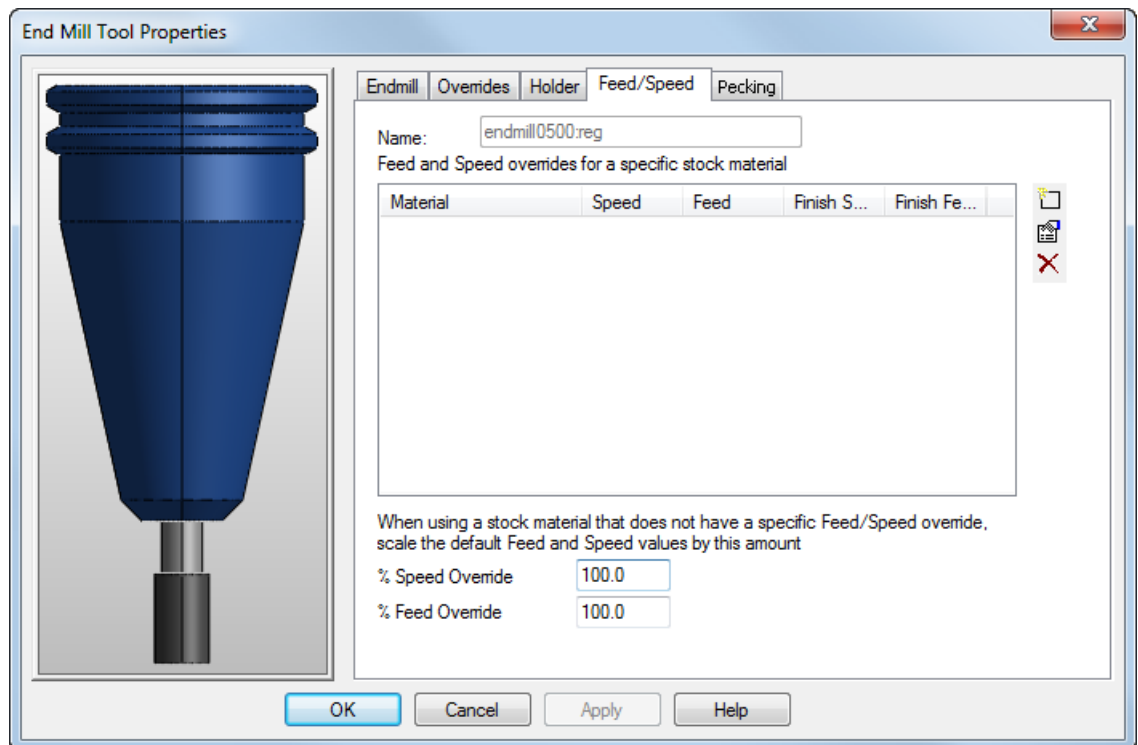 End Mill Tool Properties
Endmill Overrides Holder Feed/Speed Pecking
Name: endmill0500:reg
Feed and Speed overrides for a specific stock material
Material Speed Feed Finish S... Finish Fe...
When using a stock material that does not have a specific Feed/Speed override,
scale the default Feed and Speed values by this amount
% Speed Override 100.0
% Feed Override 100.0
OK Cancel Apply Help